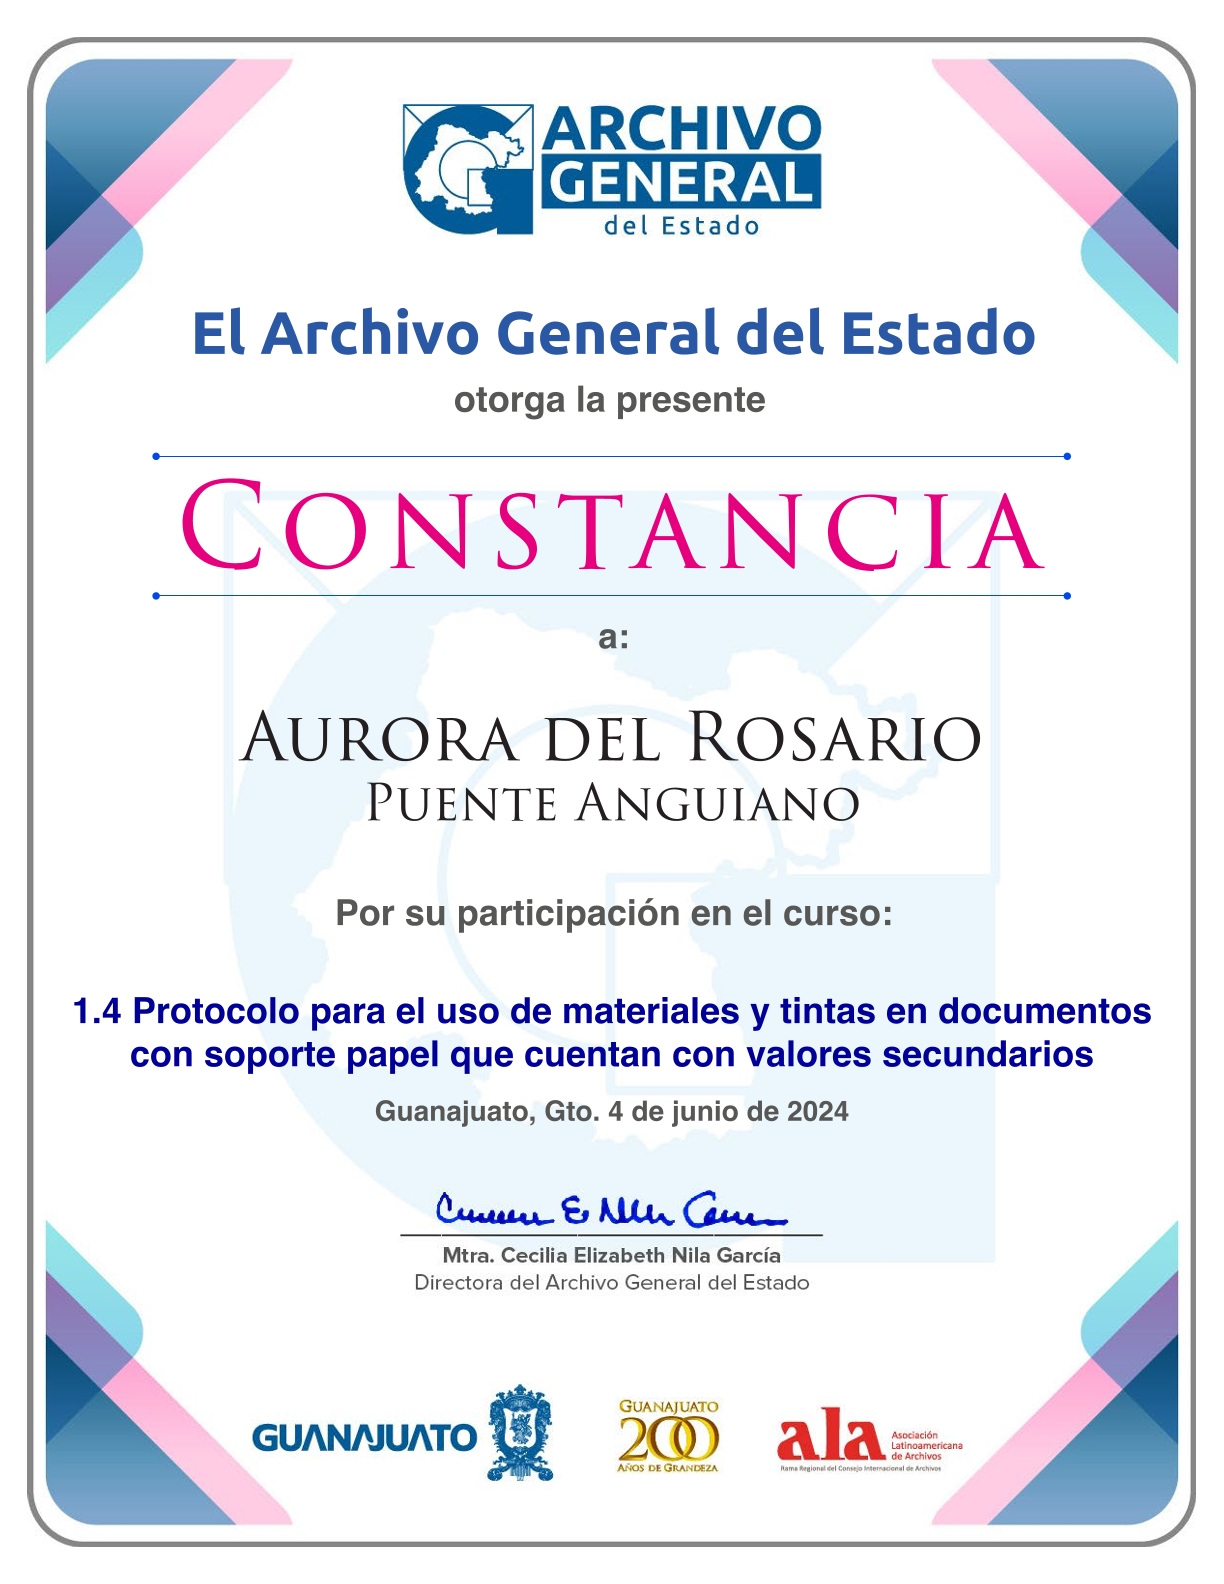 ARCHIVO
GENERAL
del Estado
El Archivo General del Estado
otorga la presente
CONSTANCIA
a:
AURORA DEL ROSARIO
PUENTE ANGUIANO
Por su participación en el curso:
1.4 Protocolo para el uso de materiales y tintas en documentos
con soporte papel que cuentan con valores secundarios
Guanajuato, Gto. 4 de junio de 2024
Mtra. Cecilia Elizabeth Nila García
Directora del Archivo General del Estado
GUANAJUATO
GUANAJUATO
200
AÑOS DE GRANDEZA
ala
Asociación
Latinoamericana
de Archivos
Rama Regional del Consejo Internacional de Archivos